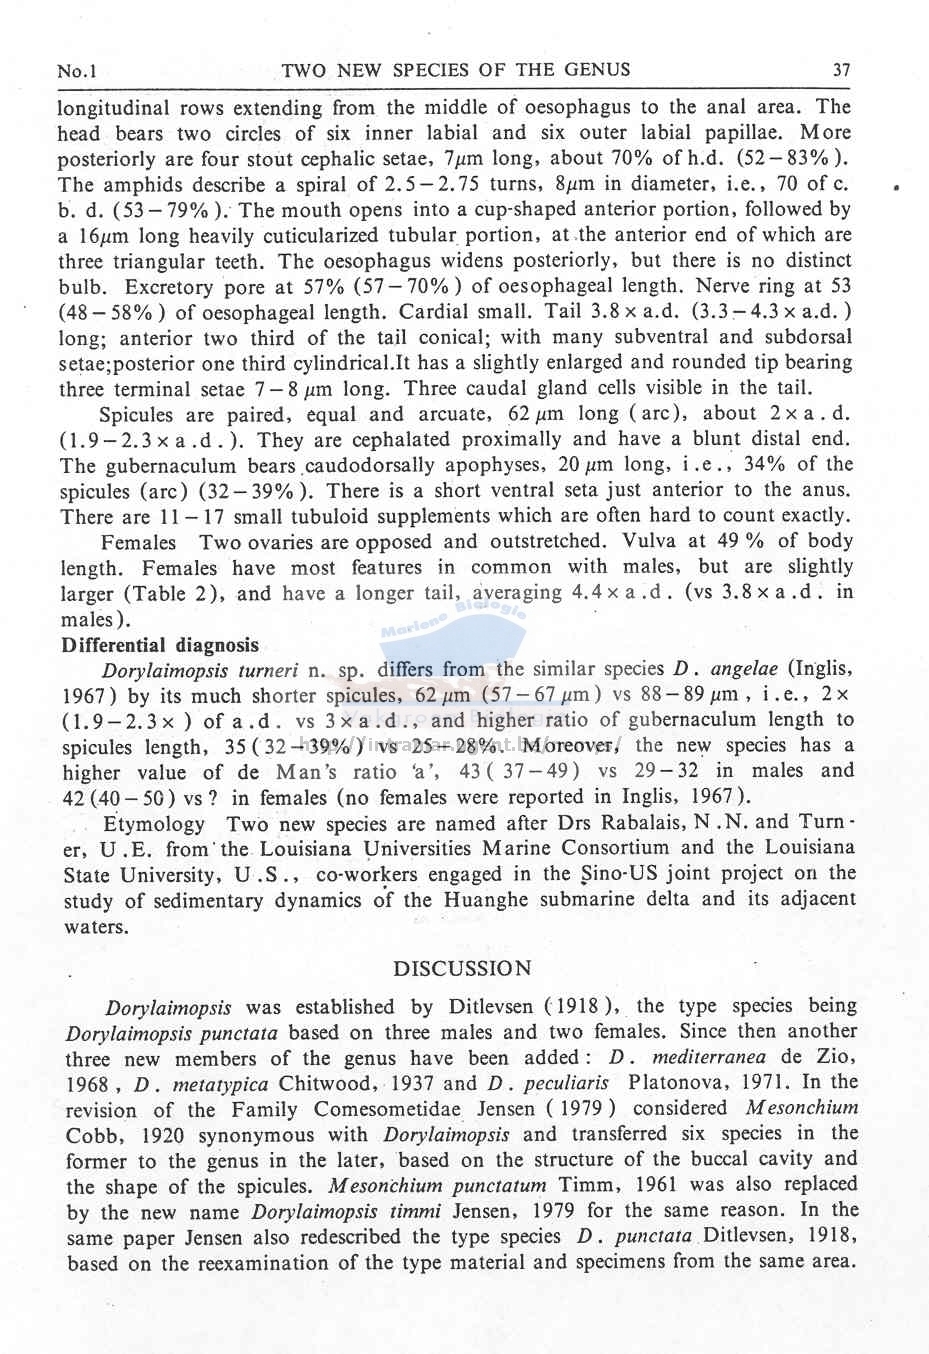 No.1 TWO NEW SPECIES OF THE GENUS 37
longitudinal rows extending from the middle of oesophagus to the anal area. The
head bears two circles of six inner labial and six outer labial papillae. More
posteriorly are four stout cephalic setae, 7μm long, about 70% of h.d. (52–83%).
The amphids describe a spiral of 2.5–2.75 turns, 8μm in diameter, i.e., 70 of c.
b. d. (53–79%). The mouth opens into a cup-shaped anterior portion, followed by
a 16μm long heavily cuticularized tubular portion, at the anterior end of which are
three triangular teeth. The oesophagus widens posteriorly, but there is no distinct
bulb. Excretory pore at 57% (57–70%) of oesophageal length. Nerve ring at 53
(48–58%) of oesophageal length. Cardial small. Tail 3.8 x a.d. (3.3–4.3 x a.d.)
long; anterior two third of the tail conical; with many subventral and subdorsal
setae;posterior one third cylindrical.It has a slightly enlarged and rounded tip bearing
three terminal setae 7–8 μm long. Three caudal gland cells visible in the tail.
Spicules are paired, equal and arcuate, 62 μm long (arc), about 2 x a.d.
(1.9–2.3 x a.d.). They are cephalated proximally and have a blunt distal end.
The gubernaculum bears caudodorsally apophyses, 20 μm long, i.e., 34% of the
spicules (arc) (32–39%). There is a short ventral seta just anterior to the anus.
There are 11–17 small tubuloid supplements which are often hard to count exactly.
Females Two ovaries are opposed and outstretched. Vulva at 49 % of body
length. Females have most features in common with males, but are slightly
larger (Table 2), and have a longer tail, averaging 4.4 x a.d. (vs 3.8 x a.d. in
males).
Differential diagnosis
Dorylaimopsis turneri n. sp. differs from the similar species D. angelae (Inglis,
1967) by its much shorter spicules, 62 μm (57–67 μm) vs 88–89 μm, i.e., 2 x
(1.9–2.3 x) of a.d. vs 3 x a.d., and higher ratio of gubernaculum length to
spicules length, 35 (32–39%) vs 25–28%. Moreover, the new species has a
higher value of de Man's ratio 'a', 43 (37–49) vs 29–32 in males and
42 (40–50) vs ? in females (no females were reported in Inglis, 1967).
Etymology Two new species are named after Drs Rabalais, N.N. and Turn-
er, U.E. from the Louisiana Universities Marine Consortium and the Louisiana
State University, U.S., co-workers engaged in the Sino-US joint project on the
study of sedimentary dynamics of the Huanghe submarine delta and its adjacent
waters.
DISCUSSION
Dorylaimopsis was established by Ditlevsen (1918), the type species being
Dorylaimopsis punctata based on three males and two females. Since then another
three new members of the genus have been added: D. mediterranea de Zio,
1968, D. metatypica Chitwood, 1937 and D. peculiaris Platonova, 1971. In the
revision of the Family Comesometidae Jensen (1979) considered Mesonchium
Cobb, 1920 synonymous with Dorylaimopsis and transferred six species in the
former to the genus in the later, based on the structure of the buccal cavity and
the shape of the spicules. Mesonchium punctatum Timm, 1961 was also replaced
by the new name Dorylaimopsis timmi Jensen, 1979 for the same reason. In the
same paper Jensen also redescribed the type species D. punctata Ditlevsen, 1918,
based on the reexamination of the type material and specimens from the same area.